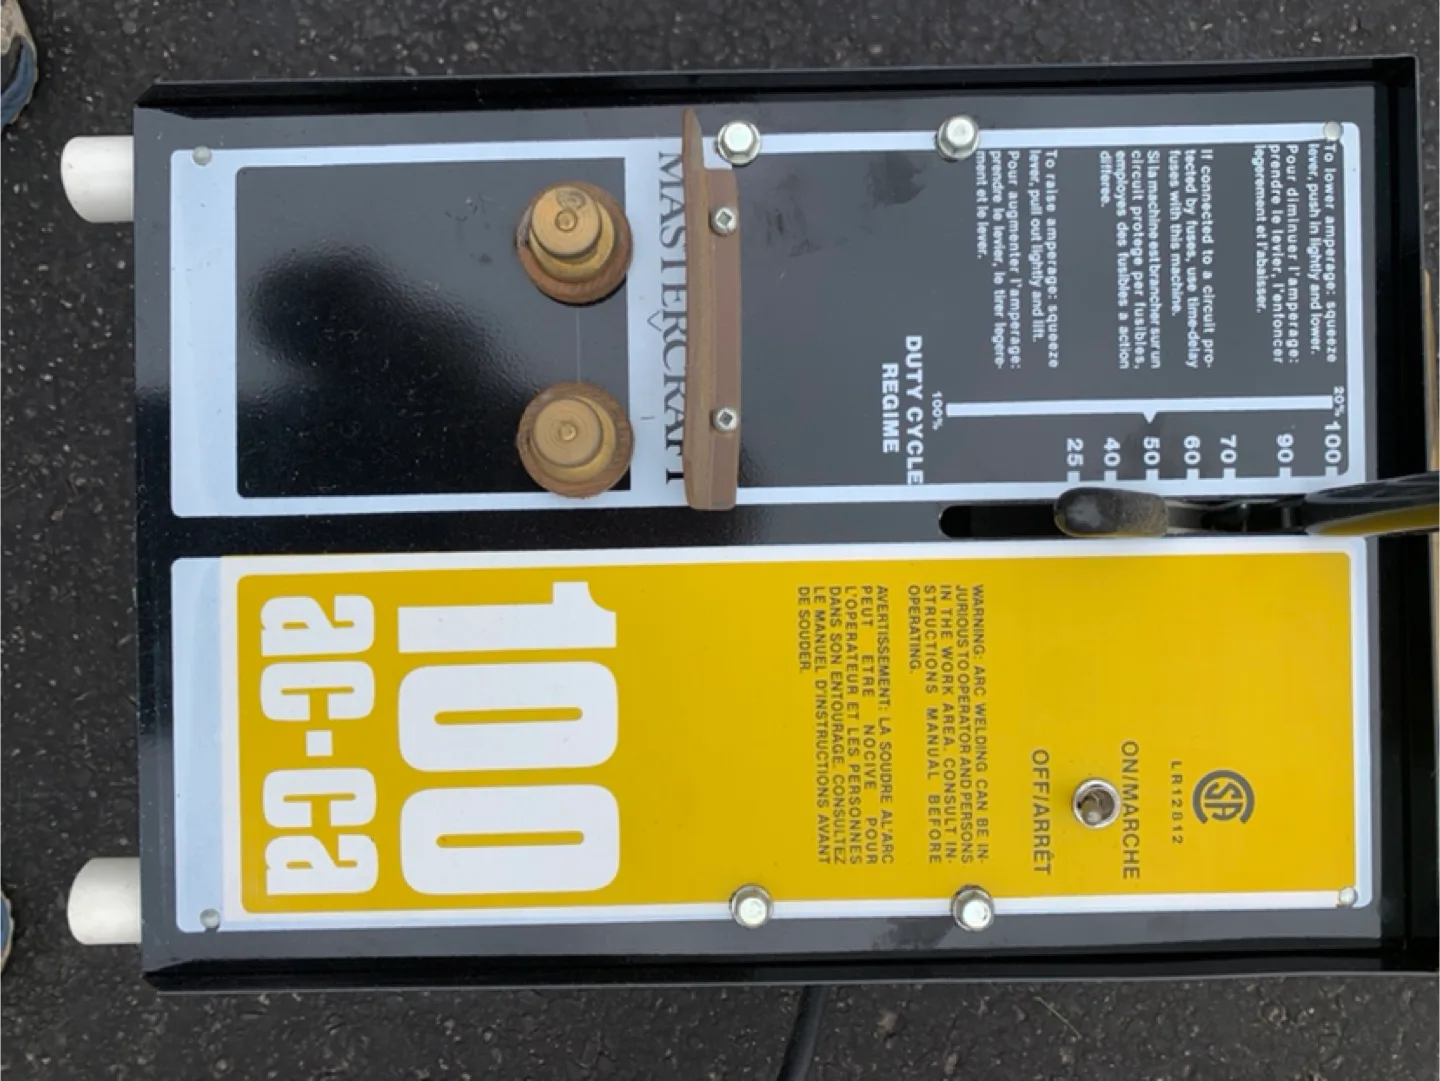 To lower amperage: squeeze
lever, push in lightly and lower.
Pour diminuer l'amperage:
prendre le levier, l'enfoncer
legerement et l'abaisser.
If connected to a circuit pro-
tected by fuses, use time-delay
fuses with this machine.
Si la machine est brancher sur un
circuit protege per fusibles,
employes des fusibles a action
differee.
To raise amperage: squeeze
lever, pull out lightly and lift.
Pour augmenter l'amperage:
prendre le levier, le tirer legere-
ment et le lever.
20% 100
90
70
60
50
40
25
100%
DUTY CYCLE
REGIME
MASTERCRAFT
CSA
LR12812
ON/MARCHE
OFF/ARRÊT
WARNING: ARC WELDING CAN BE IN-
JURIOUS TO OPERATOR AND PERSONS
IN THE WORK AREA. CONSULT IN-
STRUCTIONS MANUAL BEFORE
OPERATING.
AVERTISSEMENT: LA SOUDRE AL'ARC
PEUT ETRE NOCIVE POUR
L'OPERATEUR ET LES PERSONNES
DANS SON ENTOURAGE. CONSULTEZ
LE MANUEL D'INSTRUCTIONS AVANT
DE SOUDER.
100
ac-ca